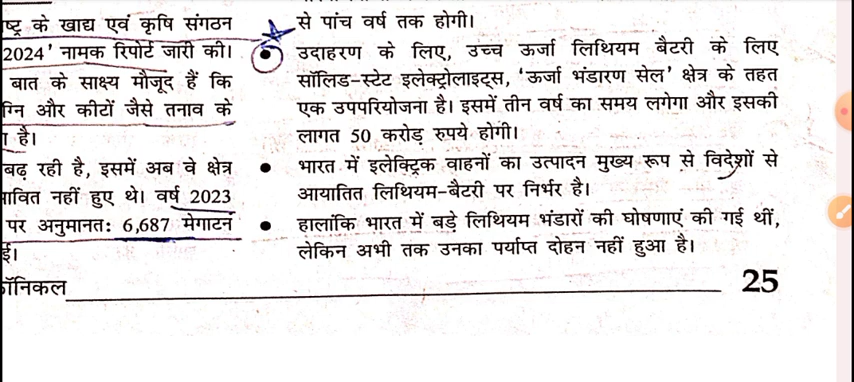 ष्ट्र के खाद्य एवं कृषि संगठन
2024' नामक रिपोर्ट जारी की।
बात के साक्ष्य मौजूद हैं कि
ग्नि और कीटों जैसे तनाव के
है।
बढ़ रही है, इसमें अब वे क्षेत्र
भावित नहीं हुए थे। वर्ष 2023
पर अनुमानतः 6,687 मेगाटन
ई।
से पांच वर्ष तक होगी।
• उदाहरण के लिए, उच्च ऊर्जा लिथियम बैटरी के लिए
सॉलिड-स्टेट इलेक्ट्रोलाइट्स, 'ऊर्जा भंडारण सेल' क्षेत्र के तहत
एक उपपरियोजना है। इसमें तीन वर्ष का समय लगेगा और इसकी
लागत 50 करोड़ रुपये होगी।
• भारत में इलेक्ट्रिक वाहनों का उत्पादन मुख्य रूप से विदेशों से
आयातित लिथियम-बैटरी पर निर्भर है।
• हालांकि भारत में बड़े लिथियम भंडारों की घोषणाएं की गई थीं,
लेकिन अभी तक उनका पर्याप्त दोहन नहीं हुआ है।
ॉनिकल
25